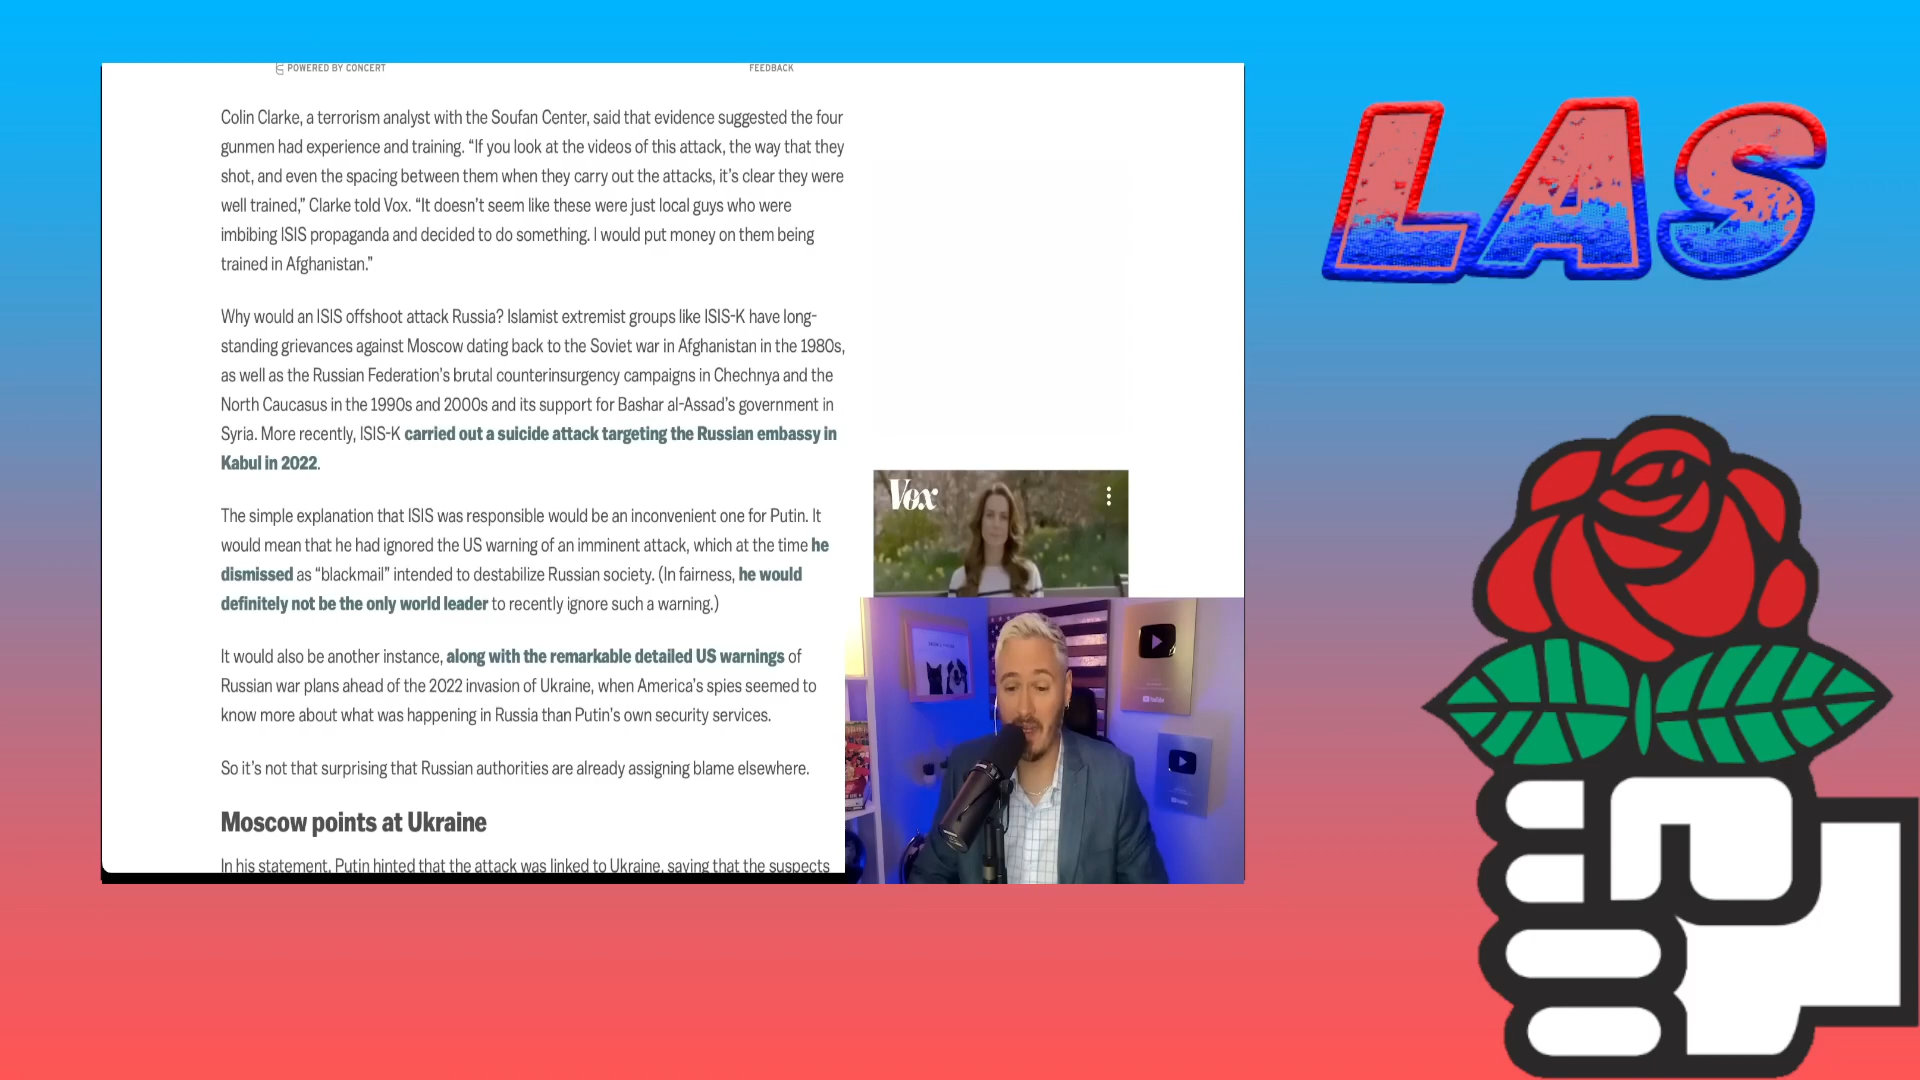 POWERED BY CONCERT
FEEDBACK
Colin Clarke, a terrorism analyst with the Soufan Center, said that evidence suggested the four
gunmen had experience and training. “If you look at the videos of this attack, the way that they
shot, and even the spacing between them when they carry out the attacks, it’s clear they were
well trained,” Clarke told Vox. “It doesn’t seem like these were just local guys who were
imbibing ISIS propaganda and decided to do something. I would put money on them being
trained in Afghanistan.”
Why would an ISIS offshoot attack Russia? Islamist extremist groups like ISIS-K have long-
standing grievances against Moscow dating back to the Soviet war in Afghanistan in the 1980s,
as well as the Russian Federation’s brutal counterinsurgency campaigns in Chechnya and the
North Caucasus in the 1990s and 2000s and its support for Bashar al-Assad’s government in
Syria. More recently, ISIS-K carried out a suicide attack targeting the Russian embassy in
Kabul in 2022.
The simple explanation that ISIS was responsible would be an inconvenient one for Putin. It
would mean that he had ignored the US warning of an imminent attack, which at the time he
dismissed as “blackmail” intended to destabilize Russian society. (In fairness, he would
definitely not be the only world leader to recently ignore such a warning.)
It would also be another instance, along with the remarkable detailed US warnings of
Russian war plans ahead of the 2022 invasion of Ukraine, when America’s spies seemed to
know more about what was happening in Russia than Putin’s own security services.
So it’s not that surprising that Russian authorities are already assigning blame elsewhere.
Moscow points at Ukraine
In his statement, Putin hinted that the attack was linked to Ukraine, saying that the suspects
Vox
LAS